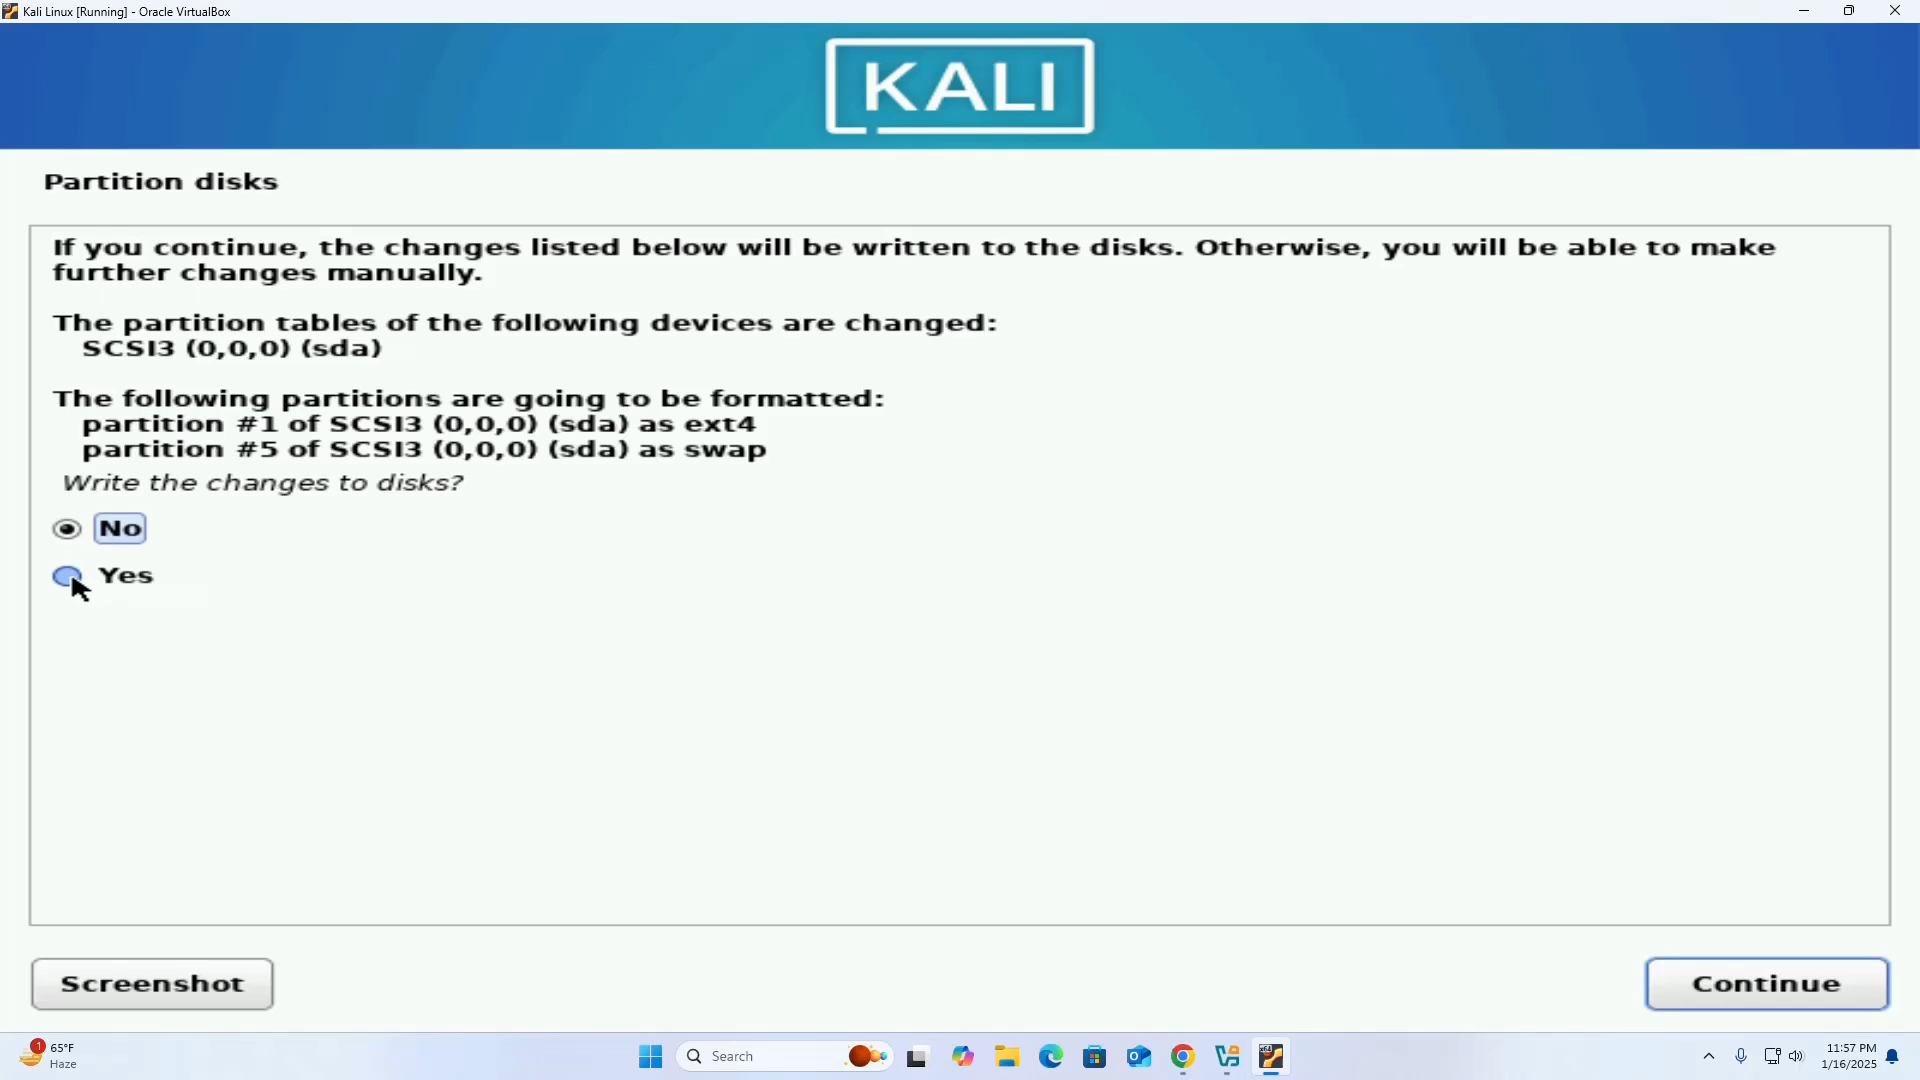 Kali Linux [Running] - Oracle VirtualBox
KALI
Partition disks
If you continue, the changes listed below will be written to the disks. Otherwise, you will be able to make
further changes manually.
The partition tables of the following devices are changed:
SCSI3 (0,0,0) (sda)
The following partitions are going to be formatted:
partition #1 of SCSI3 (0,0,0) (sda) as ext4
partition #5 of SCSI3 (0,0,0) (sda) as swap
Write the changes to disks?
No
Yes
Screenshot
Continue
1
65°F
Haze
Search
x64
11:57 PM
1/16/2025